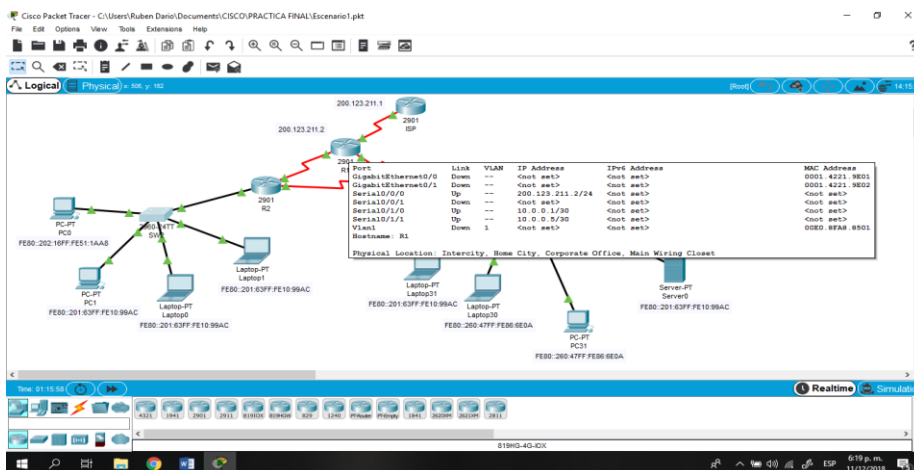 Cisco Packet Tracer - C:\Users\Ruben Dario\Documents\CISCO\PRACTICA FINAL\Escenario1.pkt
File Edit Options View Tools Extensions Help
Logical Physical x: 506, y: 182 [Root] 14:15:
200.123.211.1
2901
ISP
200.123.211.2
2901
R1
2901
R2
Port Link VLAN IP Address IPv6 Address MAC Address
GigabitEthernet0/0 Down -- <not set> <not set> 0001.4221.9E01
GigabitEthernet0/1 Down -- <not set> <not set> 0001.4221.9E02
Serial0/0/0 Up -- 200.123.211.2/24 <not set> <not set>
Serial0/0/1 Down -- <not set> <not set> <not set>
Serial0/1/0 Up -- 10.0.0.1/30 <not set> <not set>
Serial0/1/1 Up -- 10.0.0.5/30 <not set> <not set>
Vlan1 Down 1 <not set> <not set> 00E0.8FA8.8501
Hostname: R1
Physical Location: Intercity, Home City, Corporate Office, Main Wiring Closet
PC-PT
PC0
FE80::202:16FF:FE51:1AA8
2960-24TT
Laptop-PT
Laptop1
FE80::201:63FF:FE10:99AC
PC-PT
PC1
FE80::201:63FF:FE10:99AC
Laptop-PT
Laptop0
FE80::201:63FF:FE10:99AC
Laptop-PT
Laptop31
FE80::201:63FF:FE10:99AC
Laptop-PT
Laptop30
FE80::260:47FF:FE86:6E0A
PC-PT
PC31
FE80::260:47FF:FE86:6E0A
Server-PT
Server0
FE80::201:63FF:FE10:99AC
Time: 01:15:58 Realtime Simulatio
4321 1941 2901 2911 819IOX 819HGW 829 1240 PT-Router PT-Empty 1841 2620XM 2621XM 2811
819HG-4G-IOX
ESP 6:19 p. m.
11/12/2018